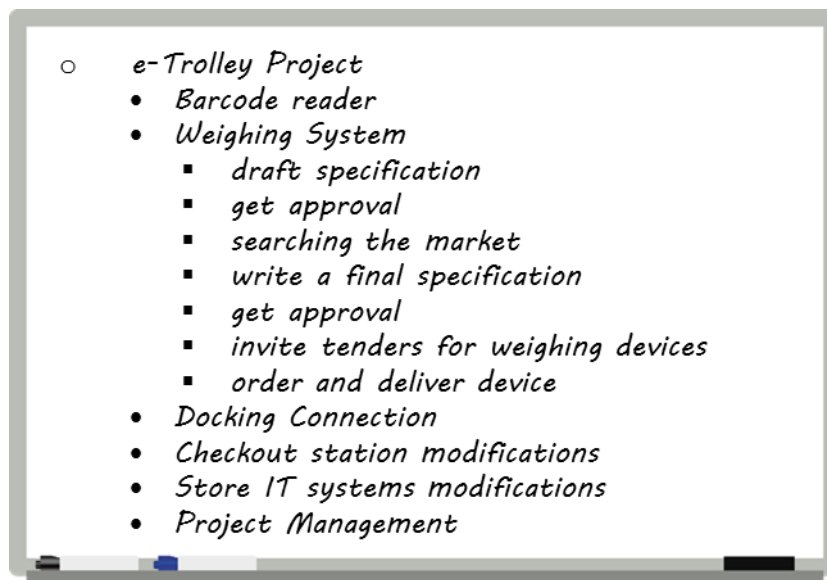 e-Trolley Project
Barcode reader
Weighing System
draft specification
get approval
searching the market
write a final specification
get approval
invite tenders for weighing devices
order and deliver device
Docking Connection
Checkout station modifications
Store IT systems modifications
Project Management